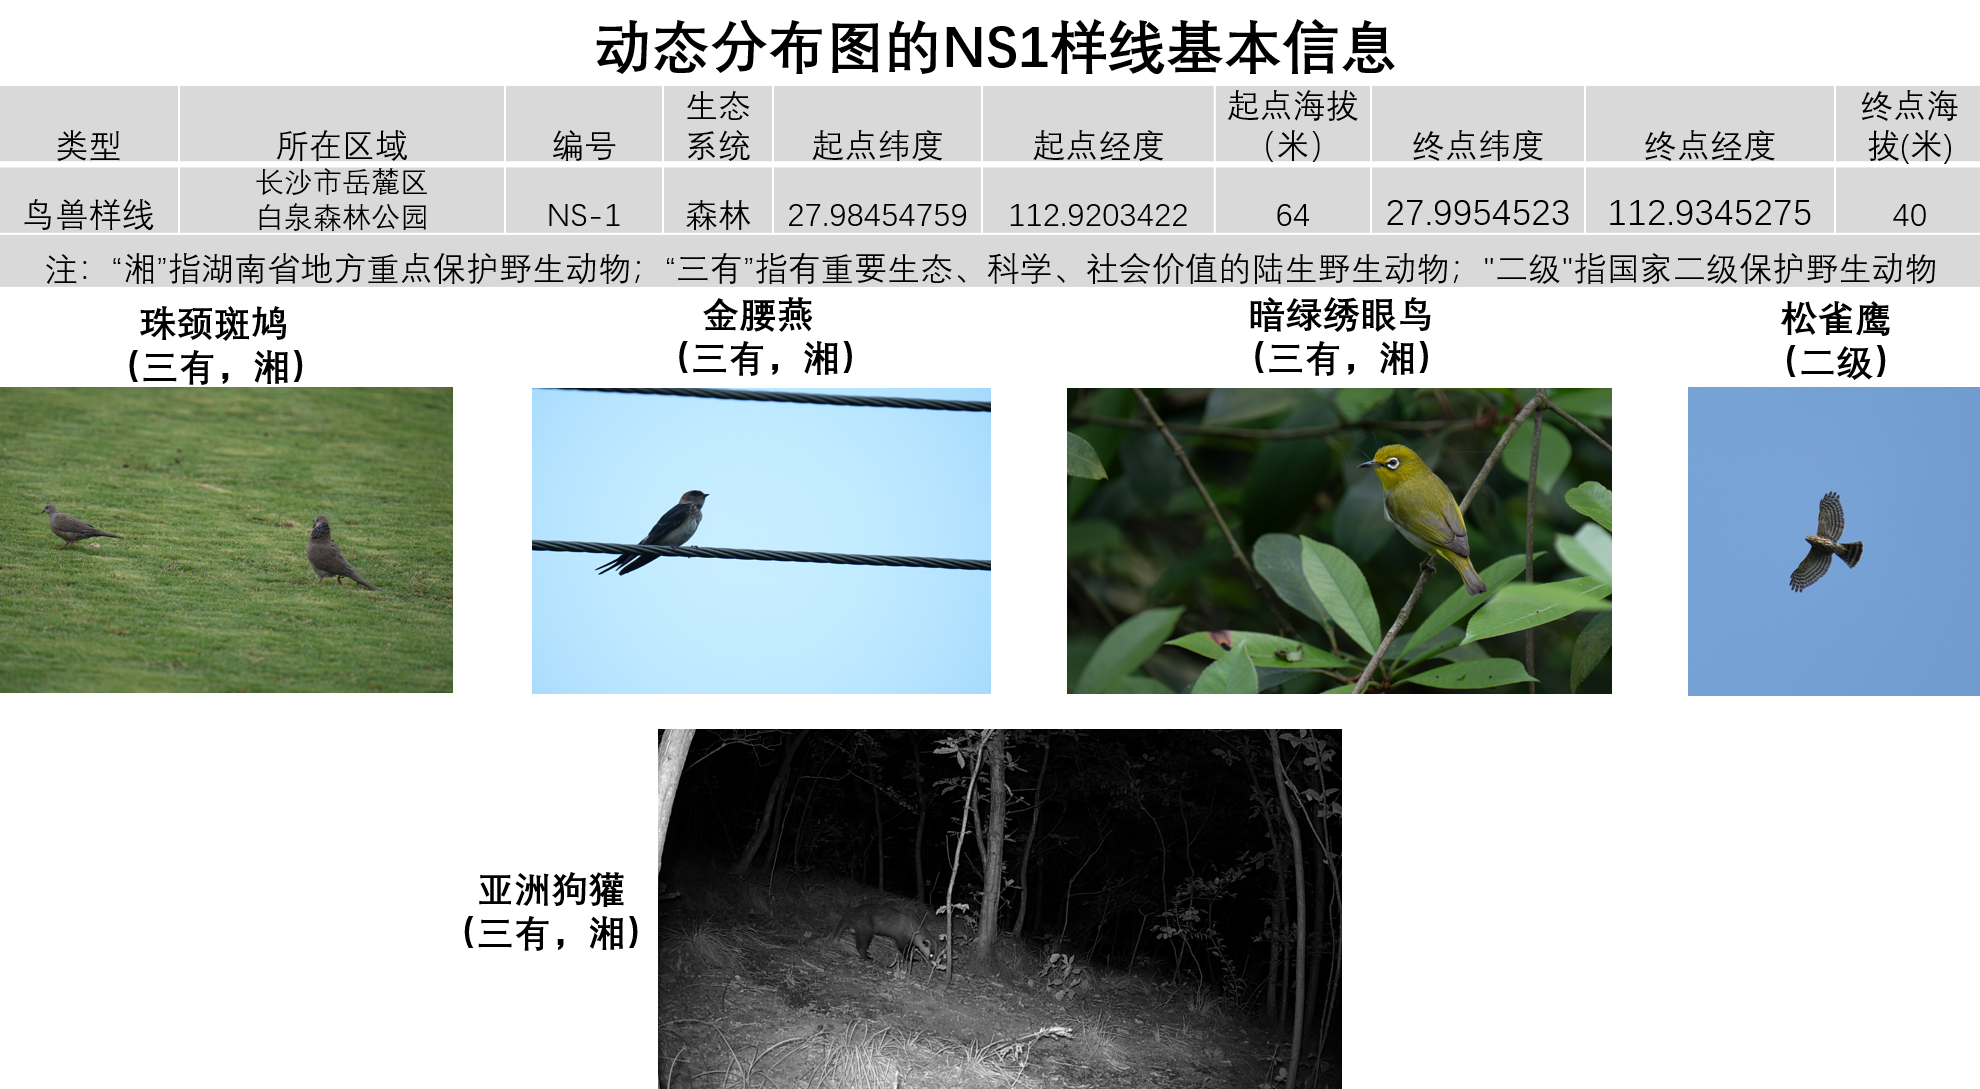 动态分布图的NS1样线基本信息
类型 所在区域 编号 生态系统 起点纬度 起点经度 起点海拔（米） 终点纬度 终点经度 终点海拔(米)
鸟兽样线 长沙市岳麓区白泉森林公园 NS-1 森林 27.98454759 112.9203422 64 27.9954523 112.9345275 40
注：“湘”指湖南省地方重点保护野生动物；“三有”指有重要生态、科学、社会价值的陆生野生动物；"二级"指国家二级保护野生动物
珠颈斑鸠
（三有，湘）
金腰燕
（三有，湘）
暗绿绣眼鸟
（三有，湘）
松雀鹰
（二级）
亚洲狗獾
（三有，湘）